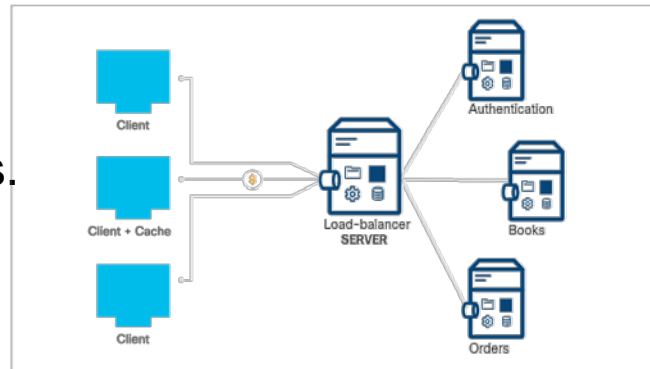 s.
Client
Client + Cache
Client
Load-balancer
SERVER
Authentication
Books
Orders